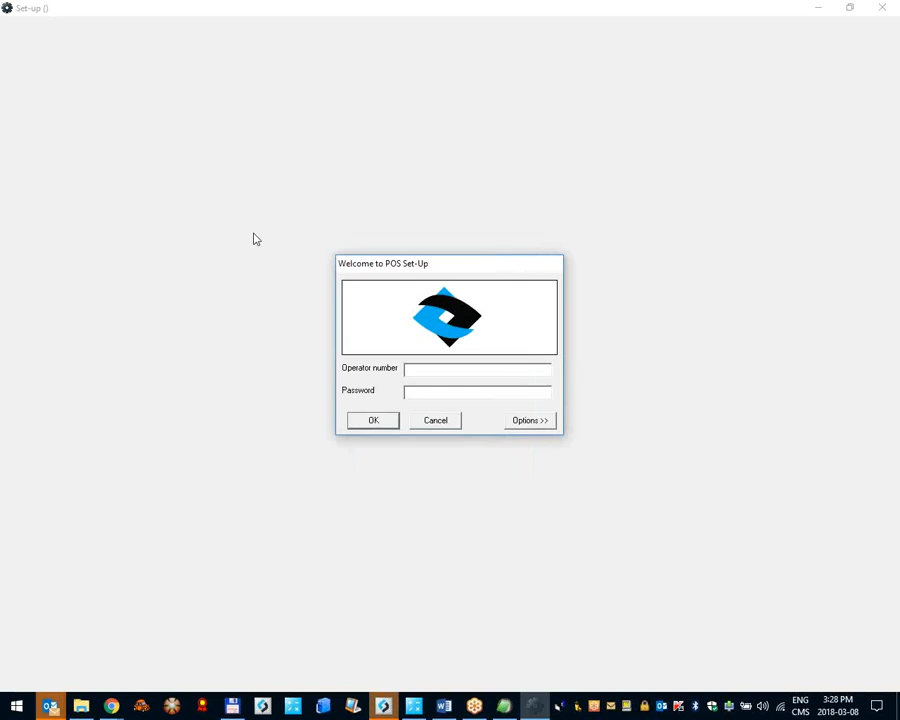 Set-up ()
Welcome to POS Set-Up
Operator number
Password
OK
Cancel
Options >>
ENG
CMS
3:28 PM
2018-03-08